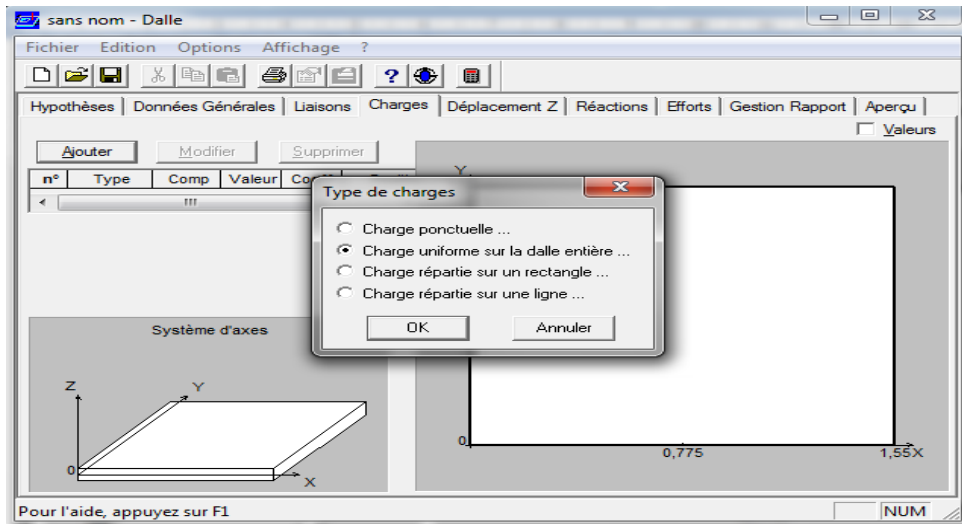 sans nom - Dalle
Fichier Edition Options Affichage ?
Hypothèses Données Générales Liaisons Charges Déplacement Z Réactions Efforts Gestion Rapport Aperçu
Valeurs
Ajouter Modifier Supprimer
n° Type Comp Valeur
Y
Type de charges
Charge ponctuelle ...
Charge uniforme sur la dalle entière ...
Charge répartie sur un rectangle ...
Charge répartie sur une ligne ...
OK Annuler
Système d'axes
Z Y
0 X
0 0,775 1,55X
Pour l'aide, appuyez sur F1 NUM